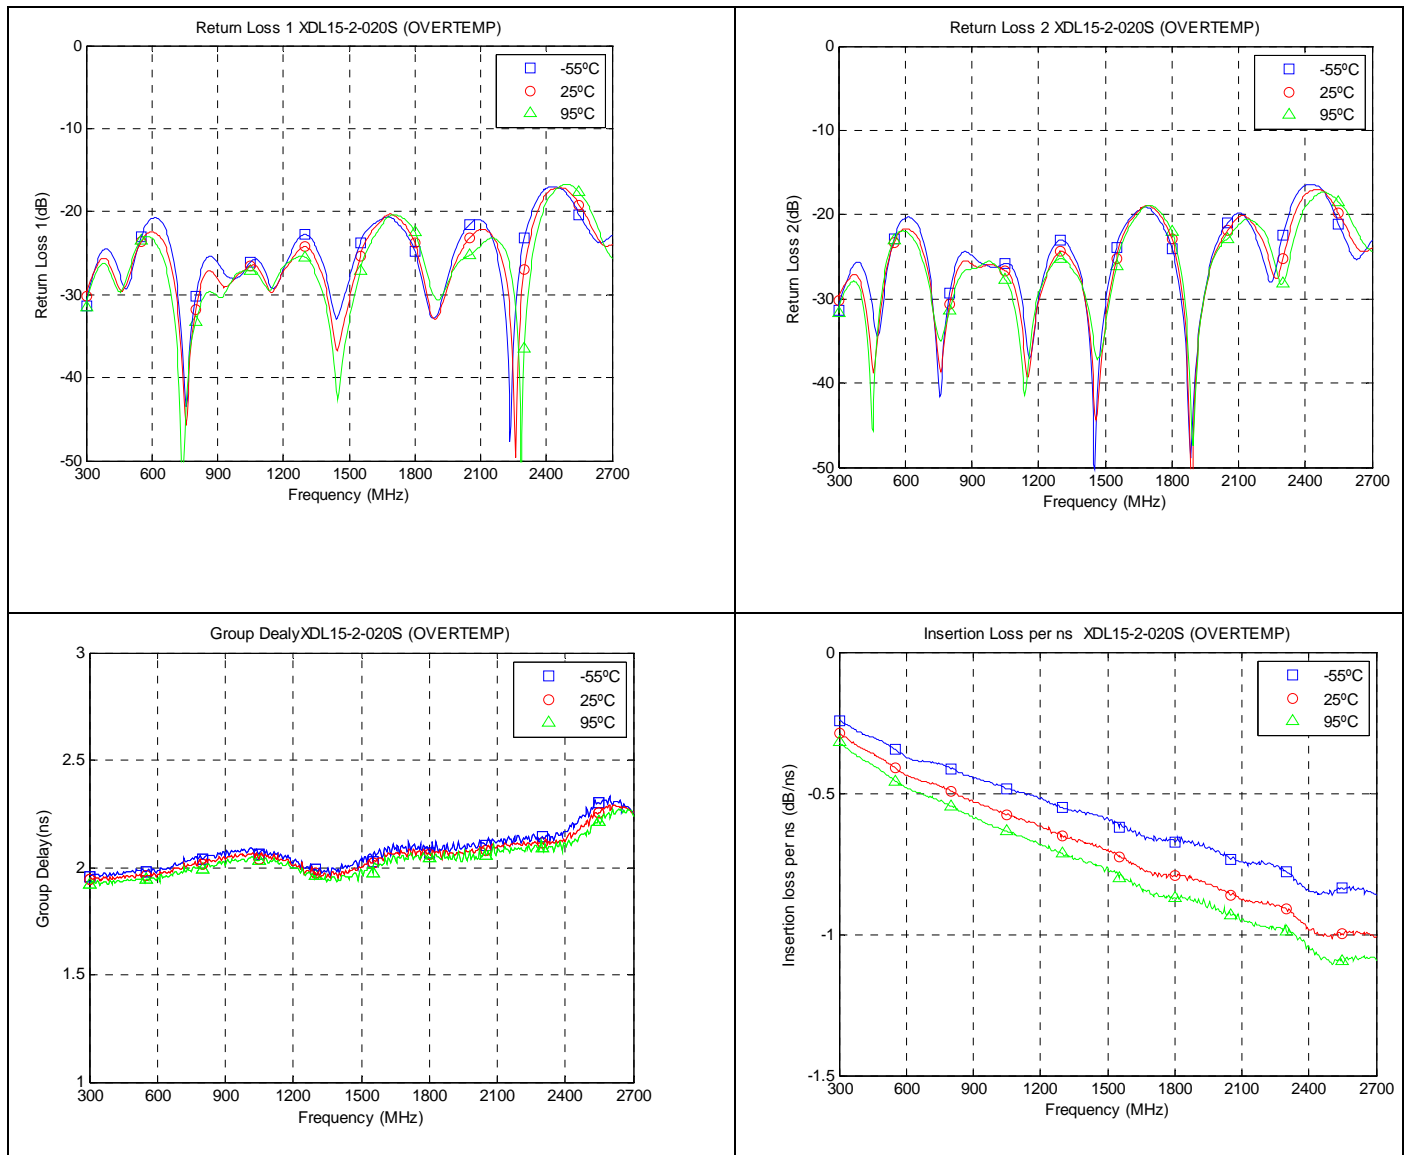 Return Loss 1 XDL15-2-020S (OVERTEMP)
-55ºC
25ºC
95ºC
Return Loss 1(dB)
0
-10
-20
-30
-40
-50
300 600 900 1200 1500 1800 2100 2400 2700
Frequency (MHz)
Return Loss 2 XDL15-2-020S (OVERTEMP)
-55ºC
25ºC
95ºC
Return Loss 2(dB)
0
-10
-20
-30
-40
-50
300 600 900 1200 1500 1800 2100 2400 2700
Frequency (MHz)
Group DealyXDL15-2-020S (OVERTEMP)
-55ºC
25ºC
95ºC
Group Delay(ns)
3
2.5
2
1.5
1
300 600 900 1200 1500 1800 2100 2400 2700
Frequency (MHz)
Insertion Loss per ns XDL15-2-020S (OVERTEMP)
-55ºC
25ºC
95ºC
Insertion loss per ns (dB/ns)
0
-0.5
-1
-1.5
300 600 900 1200 1500 1800 2100 2400 2700
Frequency (MHz)